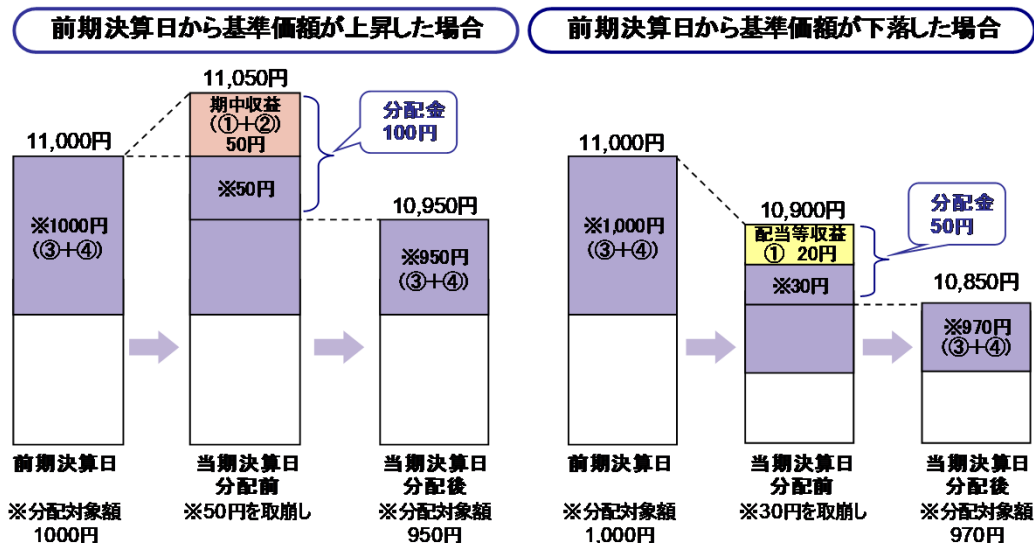 前期決算日から基準価額が上昇した場合
11,050円
期中収益
(①+②)
50円
分配金
100円
11,000円
※50円
10,950円
※1000円
(③+④)
※950円
(③+④)
前期決算日
当期決算日
分配前
当期決算日
分配後
※分配対象額
1000円
※50円を取崩し
※分配対象額
950円
前期決算日から基準価額が下落した場合
11,000円
10,900円
分配金
50円
配当等収益
① 20円
※1,000円
(③+④)
※30円
10,850円
※970円
(③+④)
前期決算日
当期決算日
分配前
当期決算日
分配後
※分配対象額
1,000円
※30円を取崩し
※分配対象額
970円